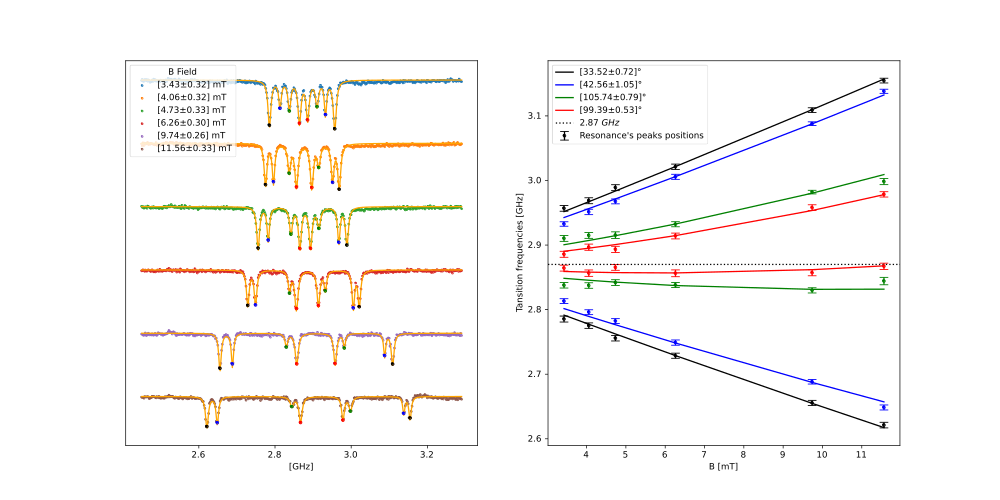 B Field
[3.43±0.32] mT
[4.06±0.32] mT
[4.73±0.33] mT
[6.26±0.30] mT
[9.74±0.26] mT
[11.56±0.33] mT
2.6
2.8
3.0
3.2
[GHz]
[33.52±0.72]°
[42.56±1.05]°
[105.74±0.79]°
[99.39±0.53]°
2.87 GHz
Resonance's peaks positions
3.1
3.0
2.9
2.8
2.7
2.6
Tansition frequencies [GHz]
4
5
6
7
8
9
10
11
B [mT]